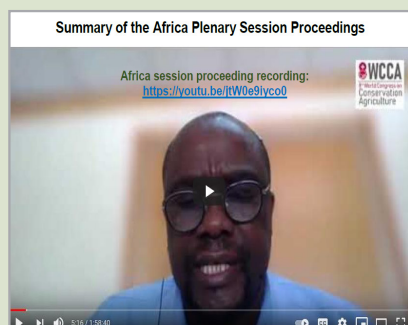 Summary of the Africa Plenary Session Proceedings
Africa session proceeding recording:
https://youtu.be/jtW0e9iyco0
WCCA
8th World Congress on
Conservation
Agriculture
5:16 / 1:58:40